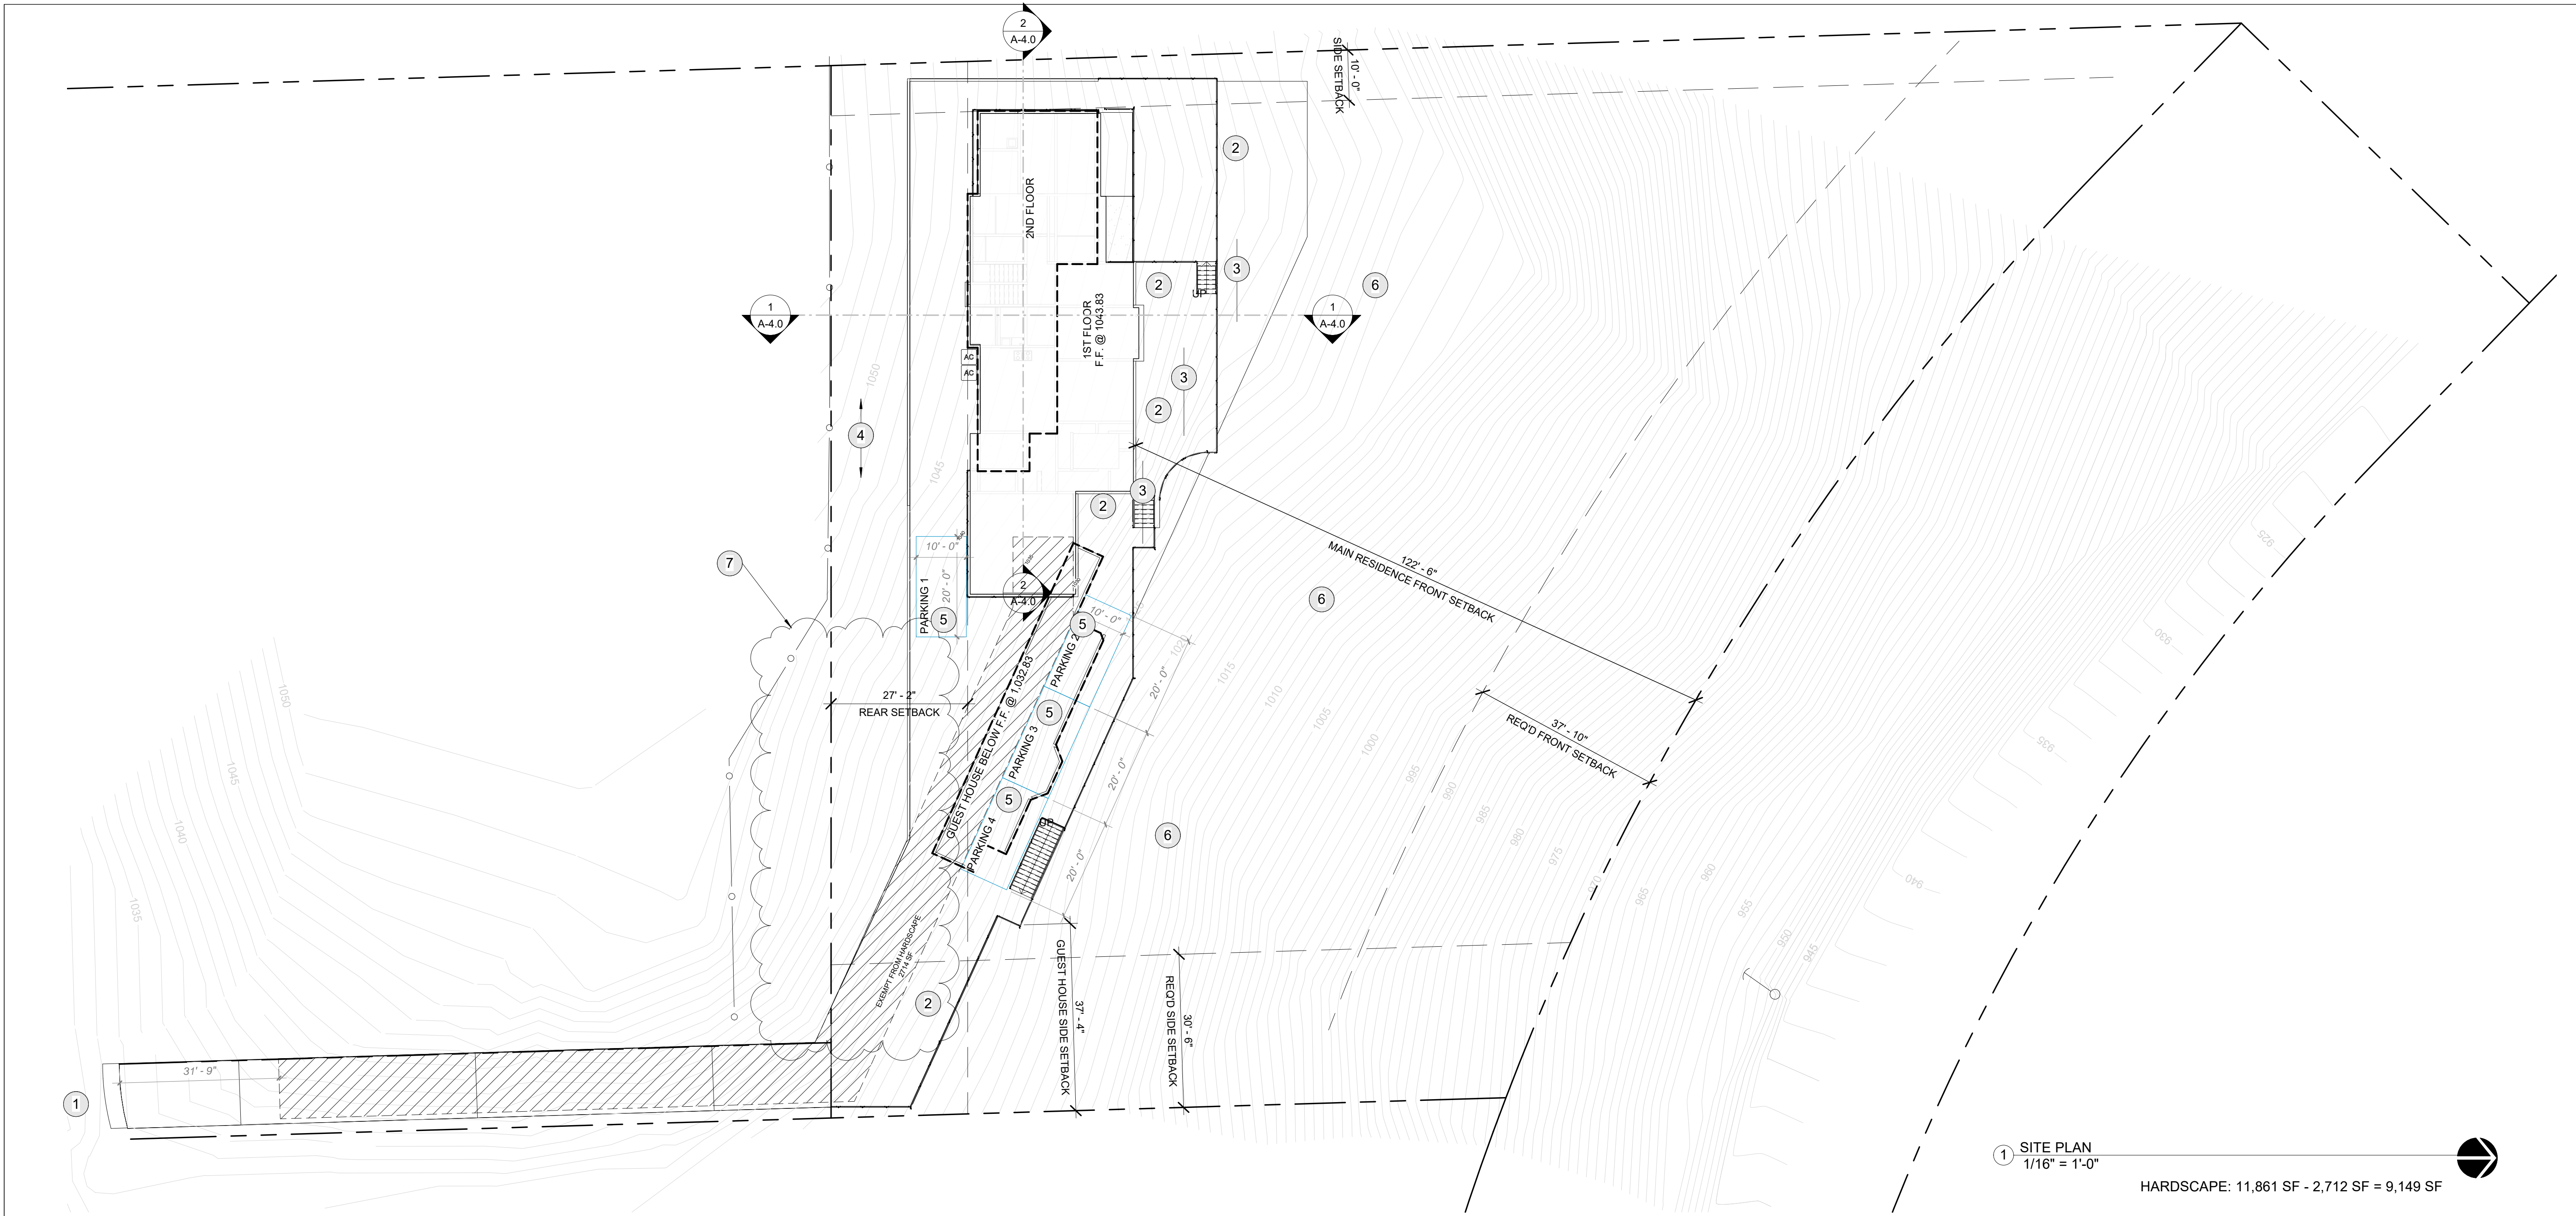 2
A-4.0
SIDE SETBACK
10' - 0"
2
2ND FLOOR
3
2
UP
6
1
A-4.0
1ST FLOOR
F.F. @ 1043.83
1
A-4.0
AC
AC
1050
3
2
4
1045
3
2
10' - 0"
1040
1035
7
20' - 0"
PARKING 1
5
2
A-4.0
1030
10' - 0"
5
122' - 6"
MAIN RESIDENCE FRONT SETBACK
6
PARKING 2
1020
1015
1010
1005
1000
995
990
985
980
975
970
965
960
955
950
945
940
935
930
925
20' - 0"
27' - 2"
REAR SETBACK
GUEST HOUSE BELOW F.F. @ 1,032.83
5
PARKING 3
37' - 10"
REQ'D FRONT SETBACK
20' - 0"
1050
1045
1040
1035
5
PARKING 4
UP
6
20' - 0"
EXEMPT FROM HARDSCAPE
2714 SF
2
GUEST HOUSE SIDE SETBACK
37' - 4"
REQ'D SIDE SETBACK
30' - 6"
31' - 9"
1
1
SITE PLAN
1/16" = 1'-0"
HARDSCAPE: 11,861 SF - 2,712 SF = 9,149 SF